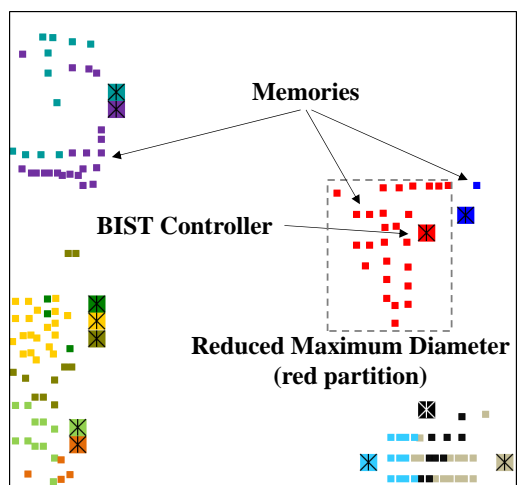 Memories
BIST Controller
Reduced Maximum Diameter
(red partition)